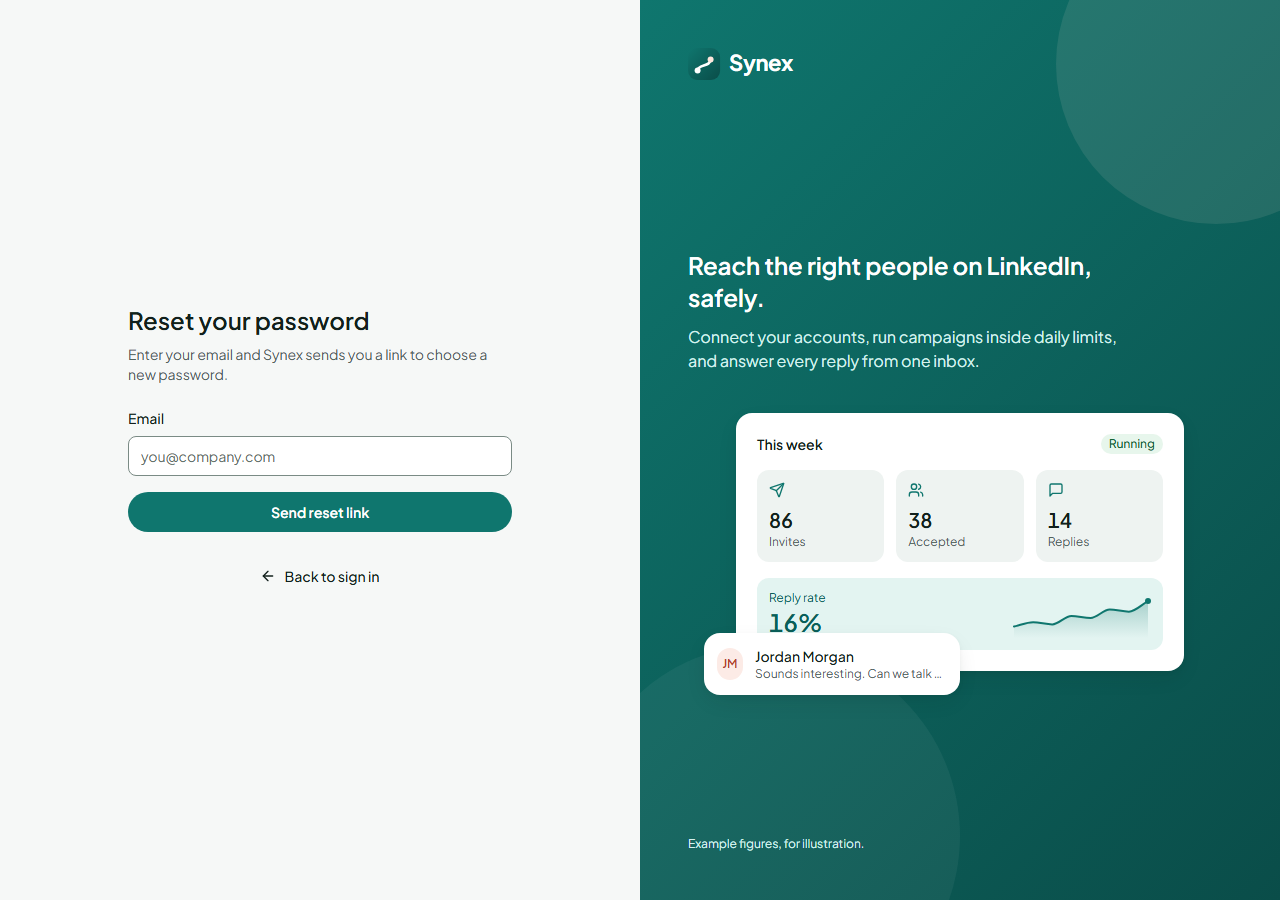 Reset your password
Enter your email and Synex sends you a link to choose a
new password.
Email
you@company.com
Send reset link
Back to sign in
Synex
Reach the right people on LinkedIn,
safely.
Connect your accounts, run campaigns inside daily limits,
and answer every reply from one inbox.
This week
Running
86
Invites
38
Accepted
14
Replies
Reply rate
16%
JM
Jordan Morgan
Sounds interesting. Can we talk ...
Example figures, for illustration.